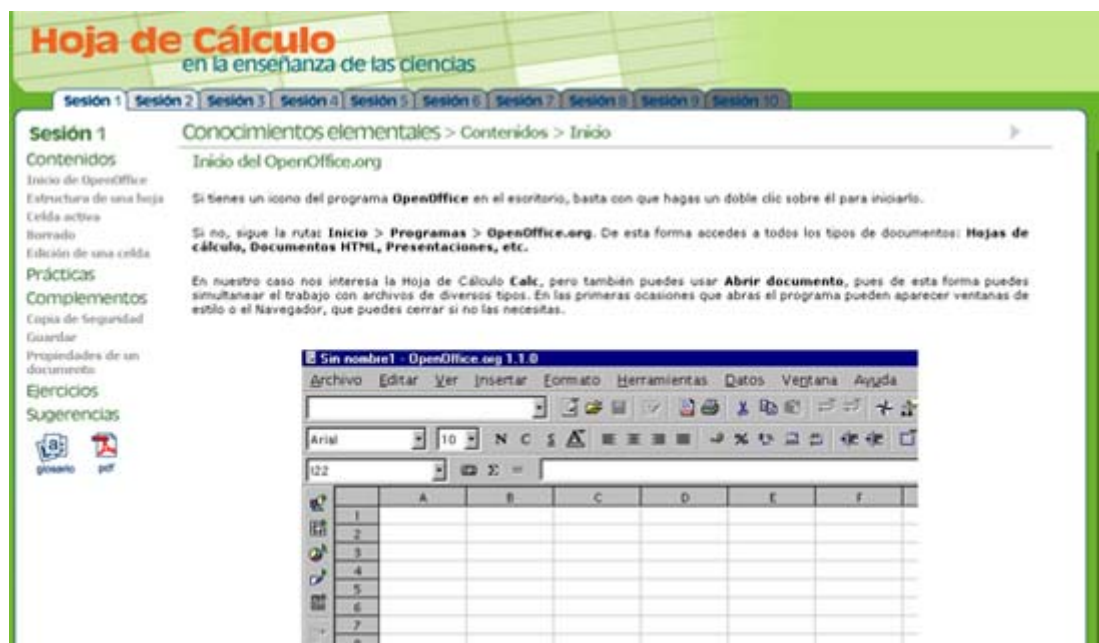 Hoja de Cálculo
en la enseñanza de las ciencias
Sesión 1 Sesión 2 Sesión 3 Sesión 4 Sesión 5 Sesión 6 Sesión 7 Sesión 8 Sesión 9 Sesión 10
Sesión 1
Contenidos
Inicio de OpenOffice
Estructura de una hoja
Celda activa
Borrado
Edición de una celda
Prácticas
Complementos
Copia de Seguridad
Guardar
Propiedades de un
documento
Ejercicios
Sugerencias
glosario pdf
Conocimientos elementales > Contenidos > Inicio
Inicio del OpenOffice.org
Si tienes un icono del programa OpenOffice en el escritorio, basta con que hagas un doble clic sobre él para iniciarlo.
Si no, sigue la ruta: Inicio > Programas > OpenOffice.org. De esta forma accedes a todos los tipos de documentos: Hojas de
cálculo, Documentos HTML, Presentaciones, etc.
En nuestro caso nos interesa la Hoja de Cálculo Calc, pero también puedes usar Abrir documento, pues de esta forma puedes
simultanear el trabajo con archivos de diversos tipos. En las primeras ocasiones que abras el programa pueden aparecer ventanas de
estilo o el Navegador, que puedes cerrar si no las necesitas.
Sin nombre1 - OpenOffice.org 1.1.0
Archivo Editar Ver Insertar Formato Herramientas Datos Ventana Ayuda
Arial 10 N C S A
I22 Σ =
A B C D E F
1
2
3
4
5
6
7